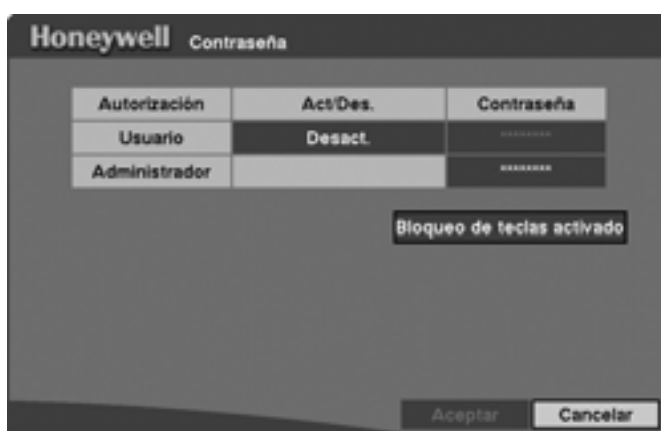 Honeywell Contraseña
Autorización Act/Des. Contraseña
Usuario Desact. ********
Administrador ********
Bloqueo de teclas activado
Aceptar Cancelar